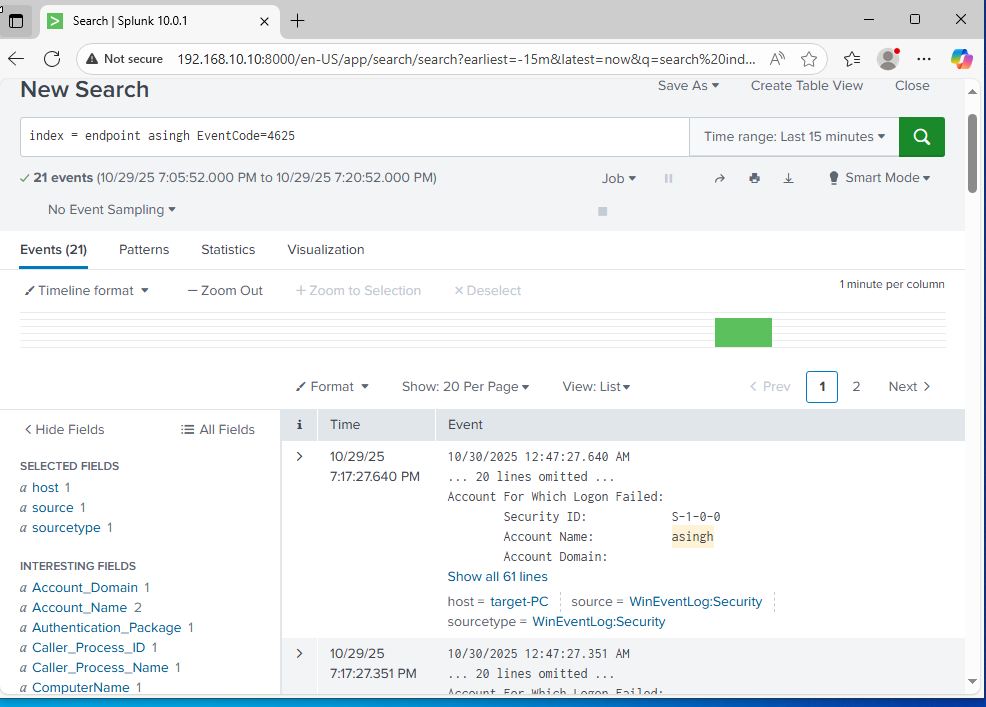 Search | Splunk 10.0.1
Not secure 192.168.10.10:8000/en-US/app/search/search?earliest=-15m&latest=now&q=search%20ind...
New Search
Save As Create Table View Close
index = endpoint asingh EventCode=4625
Time range: Last 15 minutes
21 events (10/29/25 7:05:52.000 PM to 10/29/25 7:20:52.000 PM)
Job Smart Mode
No Event Sampling
Events (21) Patterns Statistics Visualization
Timeline format — Zoom Out + Zoom to Selection × Deselect
1 minute per column
Format Show: 20 Per Page View: List < Prev 1 2 Next >
< Hide Fields All Fields
i Time Event
SELECTED FIELDS
a host 1
a source 1
a sourcetype 1
INTERESTING FIELDS
a Account_Domain 1
a Account_Name 2
a Authentication_Package 1
a Caller_Process_ID 1
a Caller_Process_Name 1
a ComputerName 1
> 10/29/25 7:17:27.640 PM
10/30/2025 12:47:27.640 AM
... 20 lines omitted ...
Account For Which Logon Failed:
Security ID: S-1-0-0
Account Name: asingh
Account Domain:
Show all 61 lines
host = target-PC source = WinEventLog:Security
sourcetype = WinEventLog:Security
> 10/29/25 7:17:27.351 PM
10/30/2025 12:47:27.351 AM
... 20 lines omitted ...
Account For Which Logon Failed: